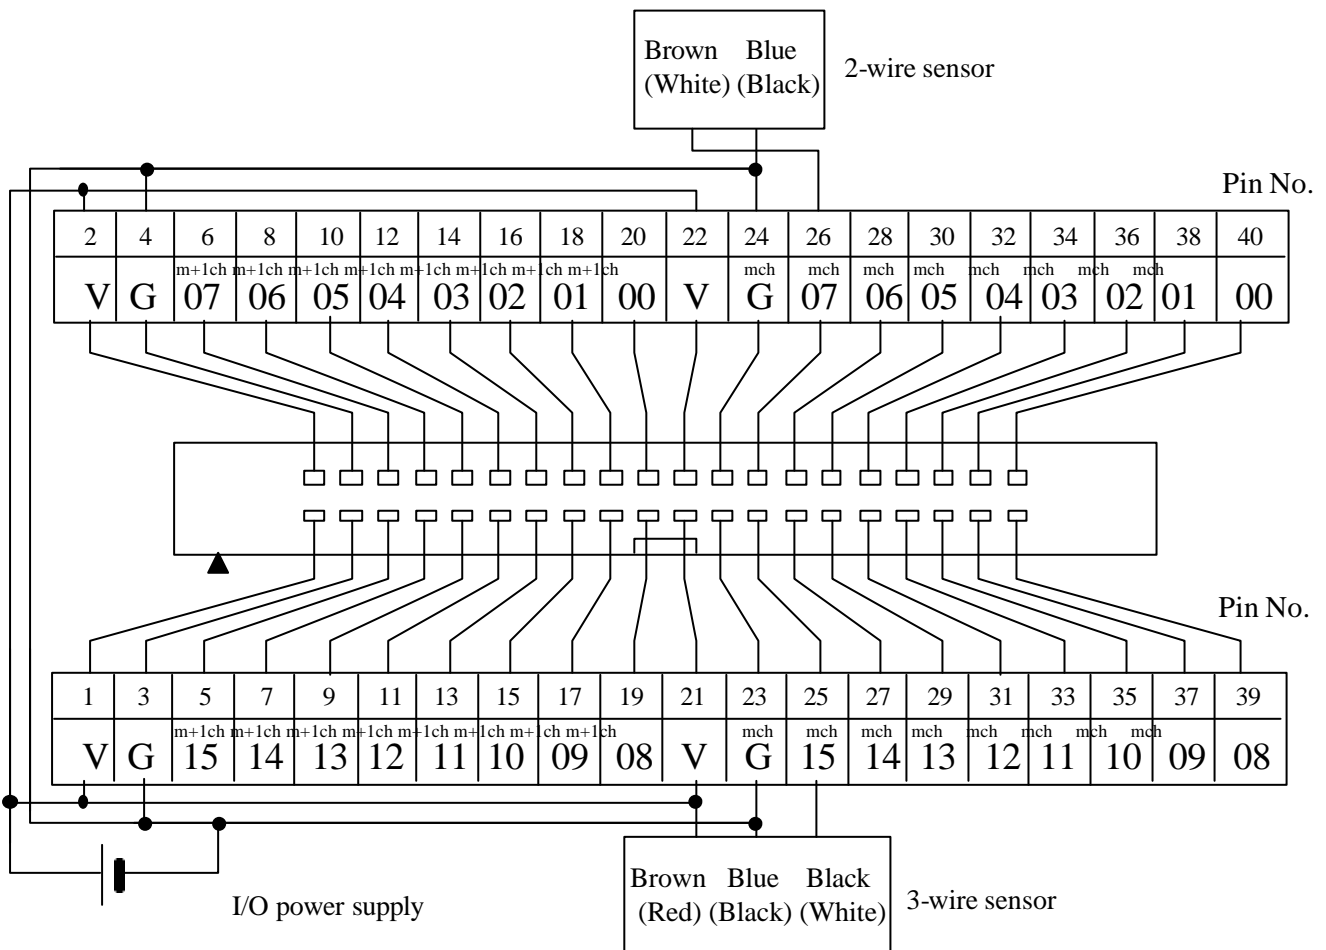 Brown Blue
(White) (Black)
2-wire sensor
Pin No.
2 4 6 8 10 12 14 16 18 20 22 24 26 28 30 32 34 36 38 40
m+1ch m+1ch m+1ch m+1ch m+1ch m+1ch m+1ch m+1ch mch mch mch mch mch mch mch mch
V G 07 06 05 04 03 02 01 00 V G 07 06 05 04 03 02 01 00
Pin No.
1 3 5 7 9 11 13 15 17 19 21 23 25 27 29 31 33 35 37 39
m+1ch m+1ch m+1ch m+1ch m+1ch m+1ch m+1ch m+1ch mch mch mch mch mch mch mch mch
V G 15 14 13 12 11 10 09 08 V G 15 14 13 12 11 10 09 08
Brown Blue Black
(Red) (Black) (White)
3-wire sensor
I/O power supply